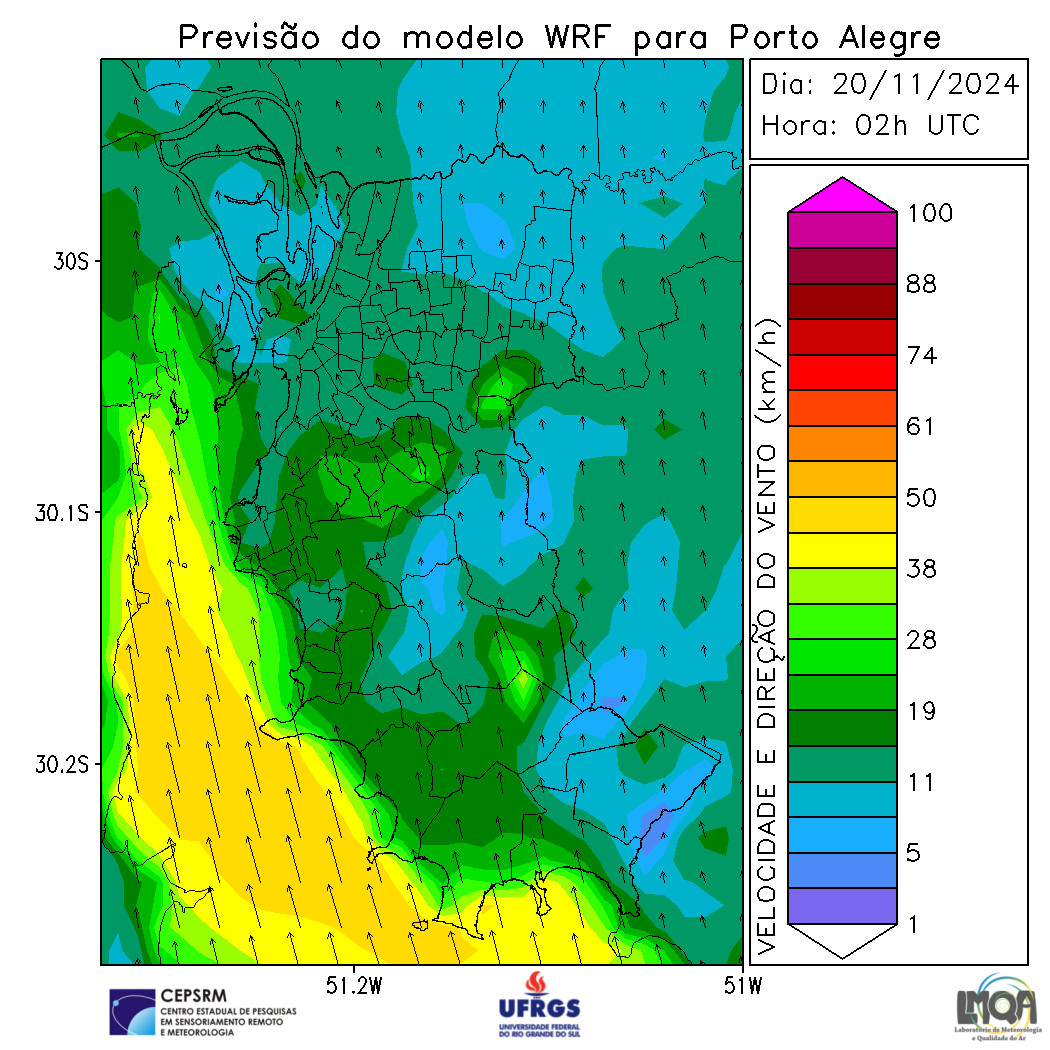 Previsão do modelo WRF para Porto Alegre
Dia: 20/11/2024
Hora: 02h UTC
30S
30.1S
30.2S
51.2W
51W
VELOCIDADE E DIREÇÃO DO VENTO (km/h)
100
88
74
61
50
38
28
19
11
5
1
CEPSRM
CENTRO ESTADUAL DE PESQUISAS
EM SENSORIAMENTO REMOTO
E METEOROLOGIA
UFRGS
UNIVERSIDADE FEDERAL
DO RIO GRANDE DO SUL
LMQA
Laboratório de Meteorologia
e Qualidade do Ar